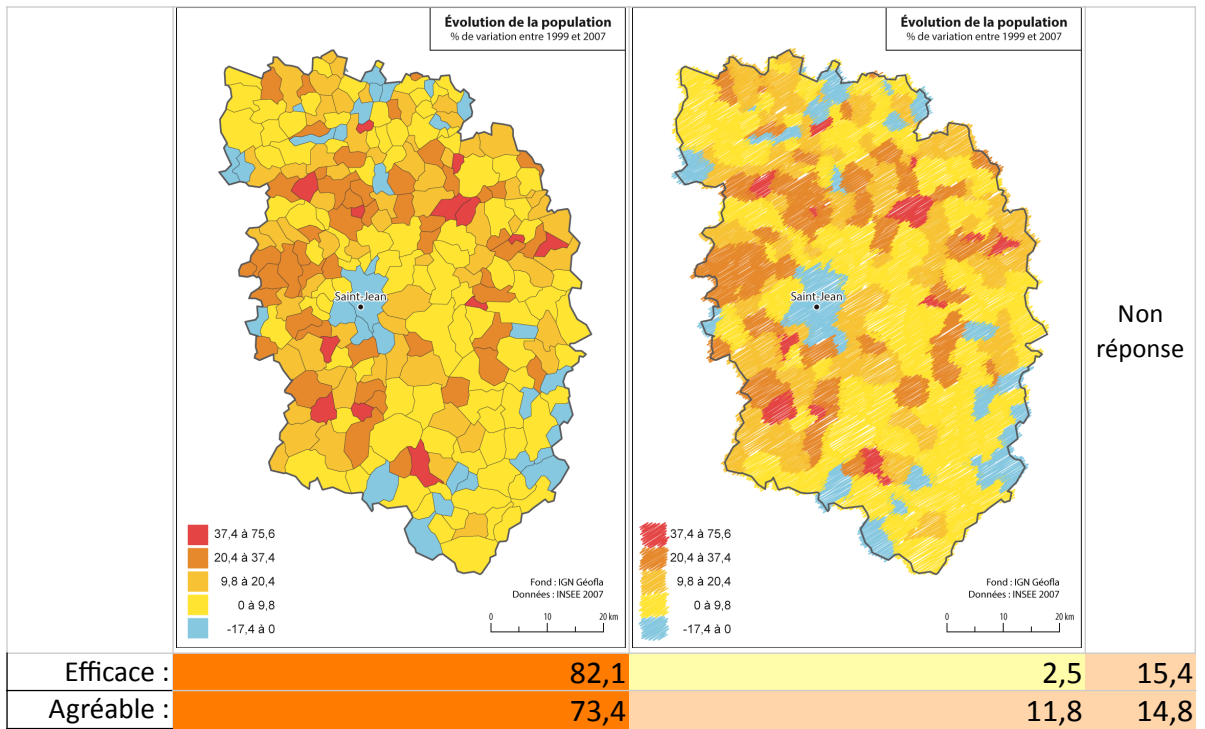 Évolution de la population
% de variation entre 1999 et 2007
Saint-Jean
37,4 à 75,6
20,4 à 37,4
9,8 à 20,4
0 à 9,8
-17,4 à 0
Fond : IGN Géofla
Données : INSEE 2007
0 10 20 km
Évolution de la population
% de variation entre 1999 et 2007
Saint-Jean
37,4 à 75,6
20,4 à 37,4
9,8 à 20,4
0 à 9,8
-17,4 à 0
Fond : IGN Géofla
Données : INSEE 2007
0 10 20 km
Non
réponse
Efficace : 82,1 2,5 15,4
Agréable : 73,4 11,8 14,8